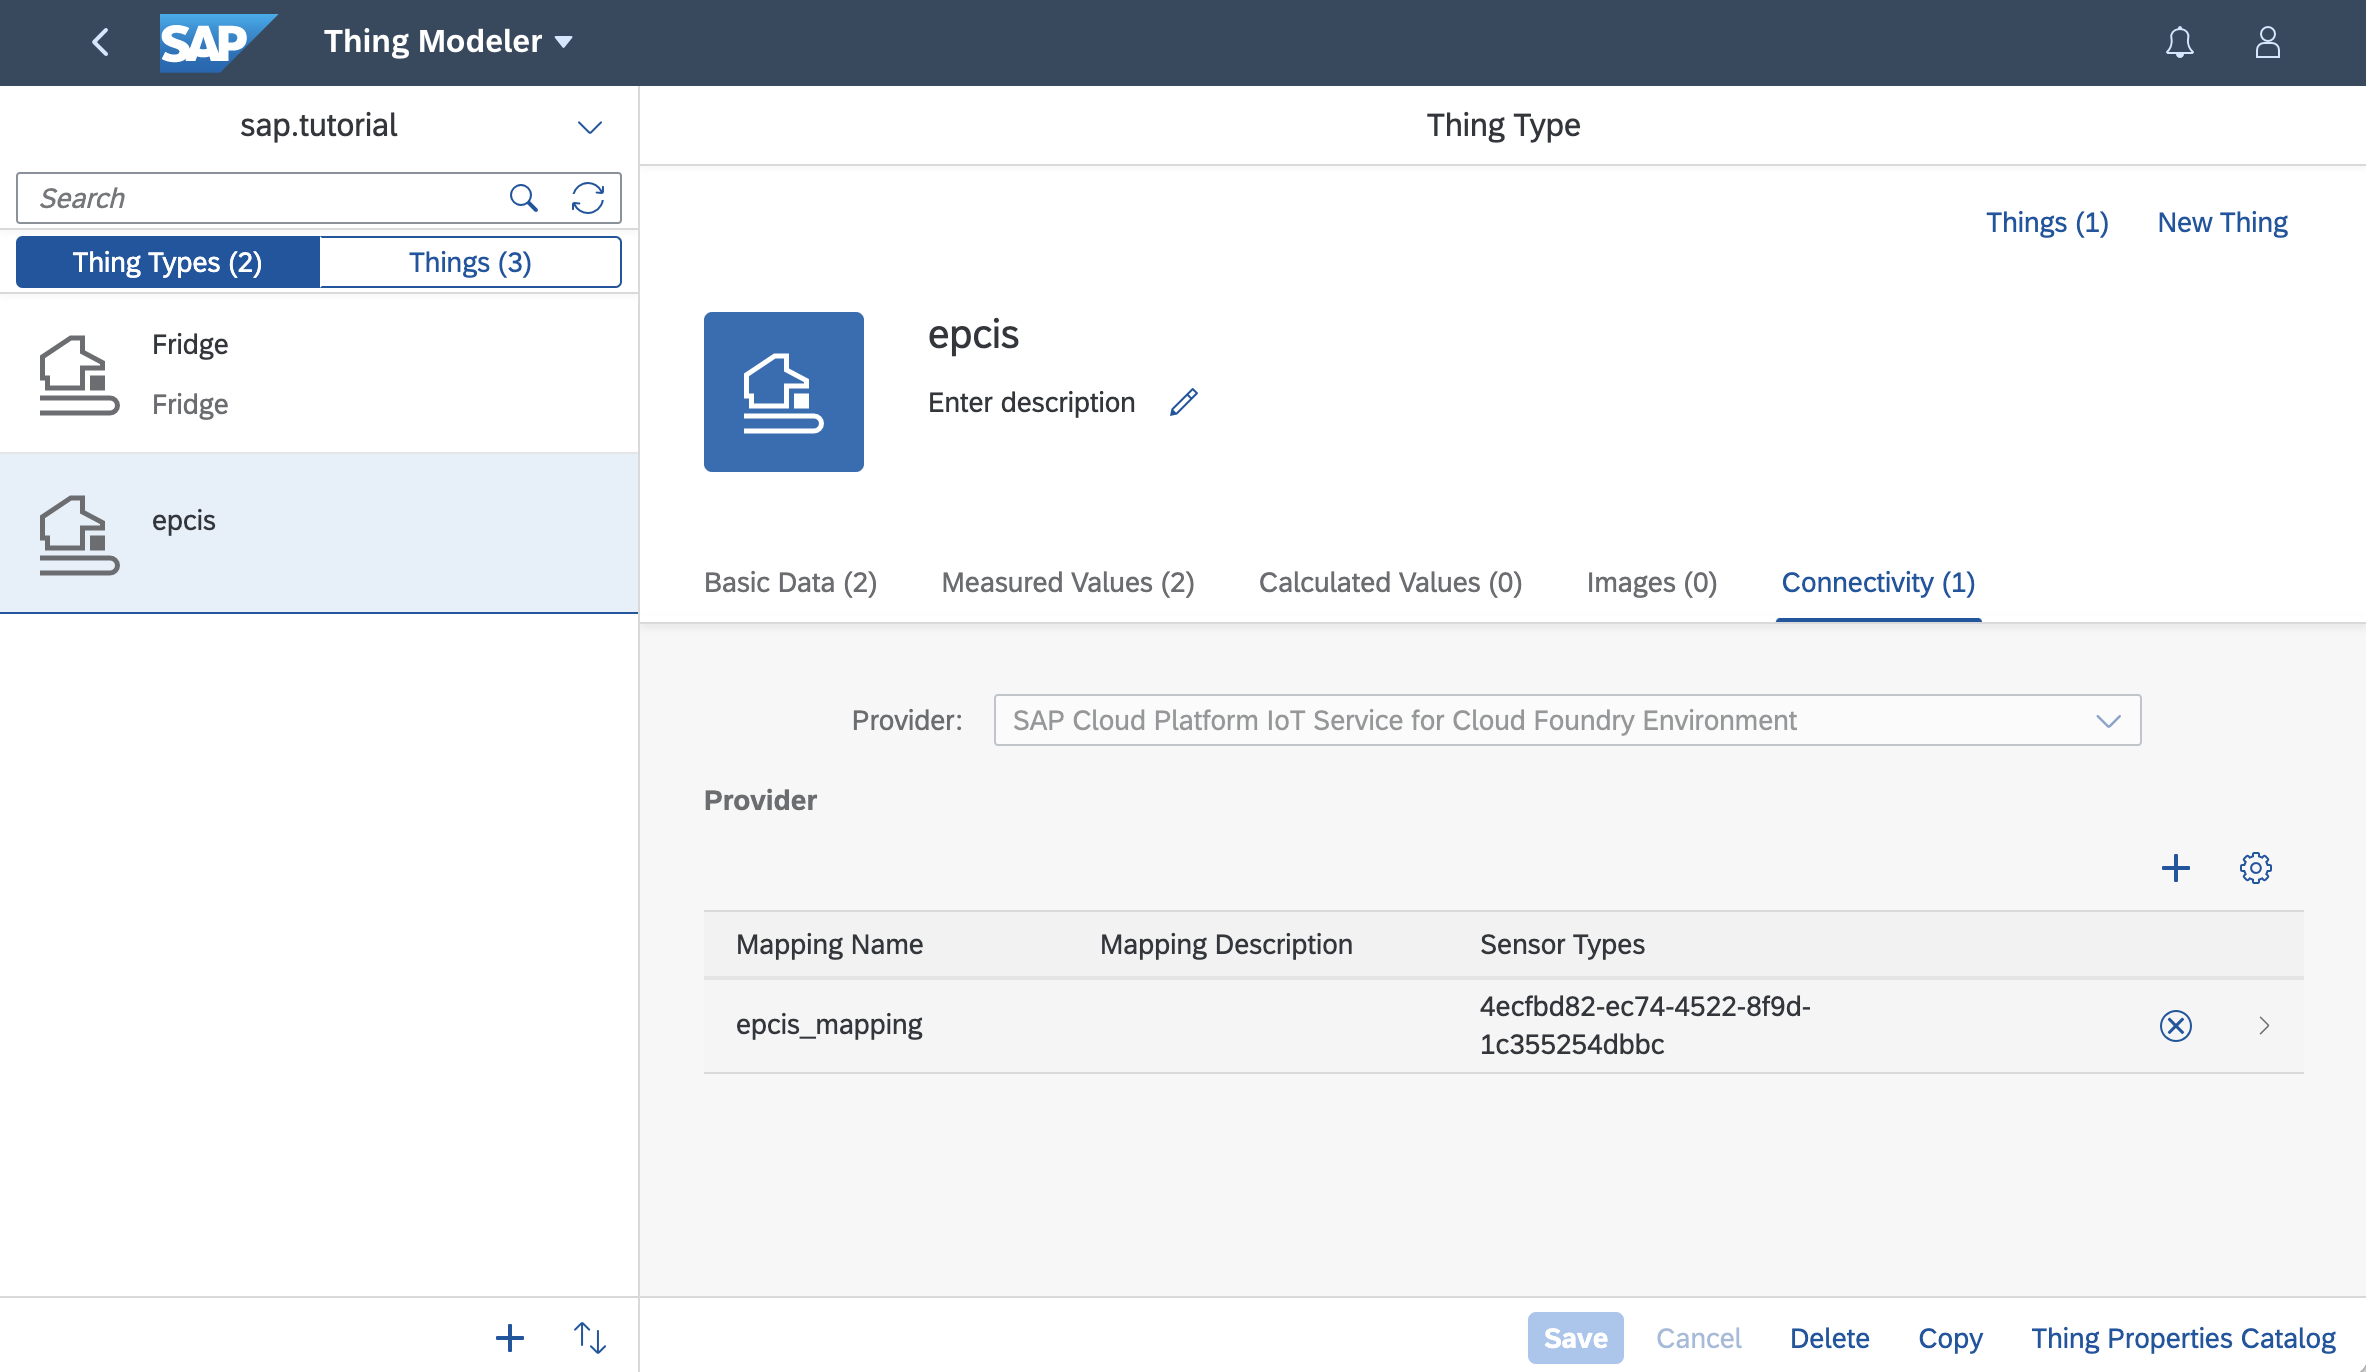 SAP
Thing Modeler
sap.tutorial
Search
Thing Types (2)
Things (3)
Fridge
Fridge
epcis
Thing Type
Things (1)
New Thing
epcis
Enter description
Basic Data (2)
Measured Values (2)
Calculated Values (0)
Images (0)
Connectivity (1)
Provider:
SAP Cloud Platform IoT Service for Cloud Foundry Environment
Provider
Mapping Name
Mapping Description
Sensor Types
epcis_mapping
4ecfbd82-ec74-4522-8f9d-
1c355254dbbc
Save
Cancel
Delete
Copy
Thing Properties Catalog